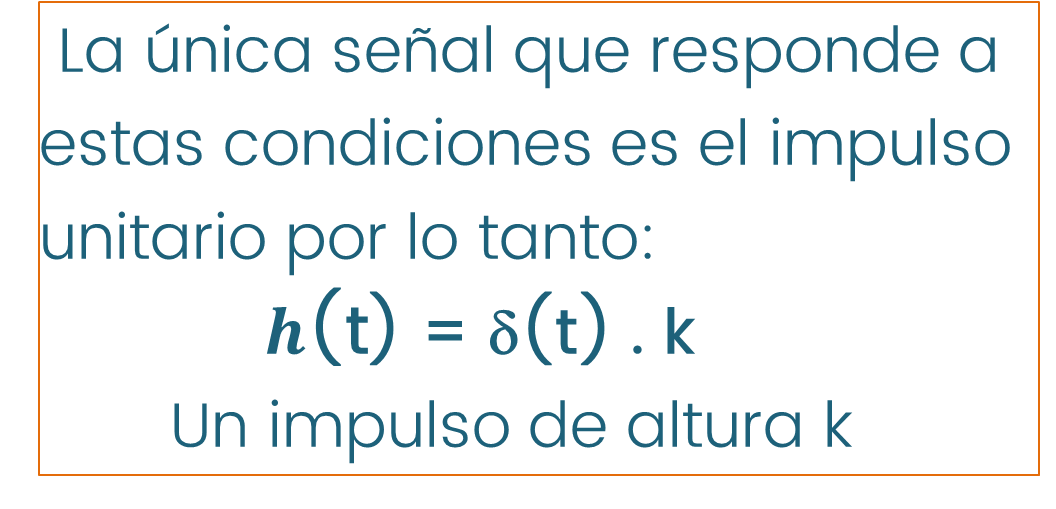 La única señal que responde a
estas condiciones es el impulso
unitario por lo tanto:
h(t) = δ(t) . k
Un impulso de altura k